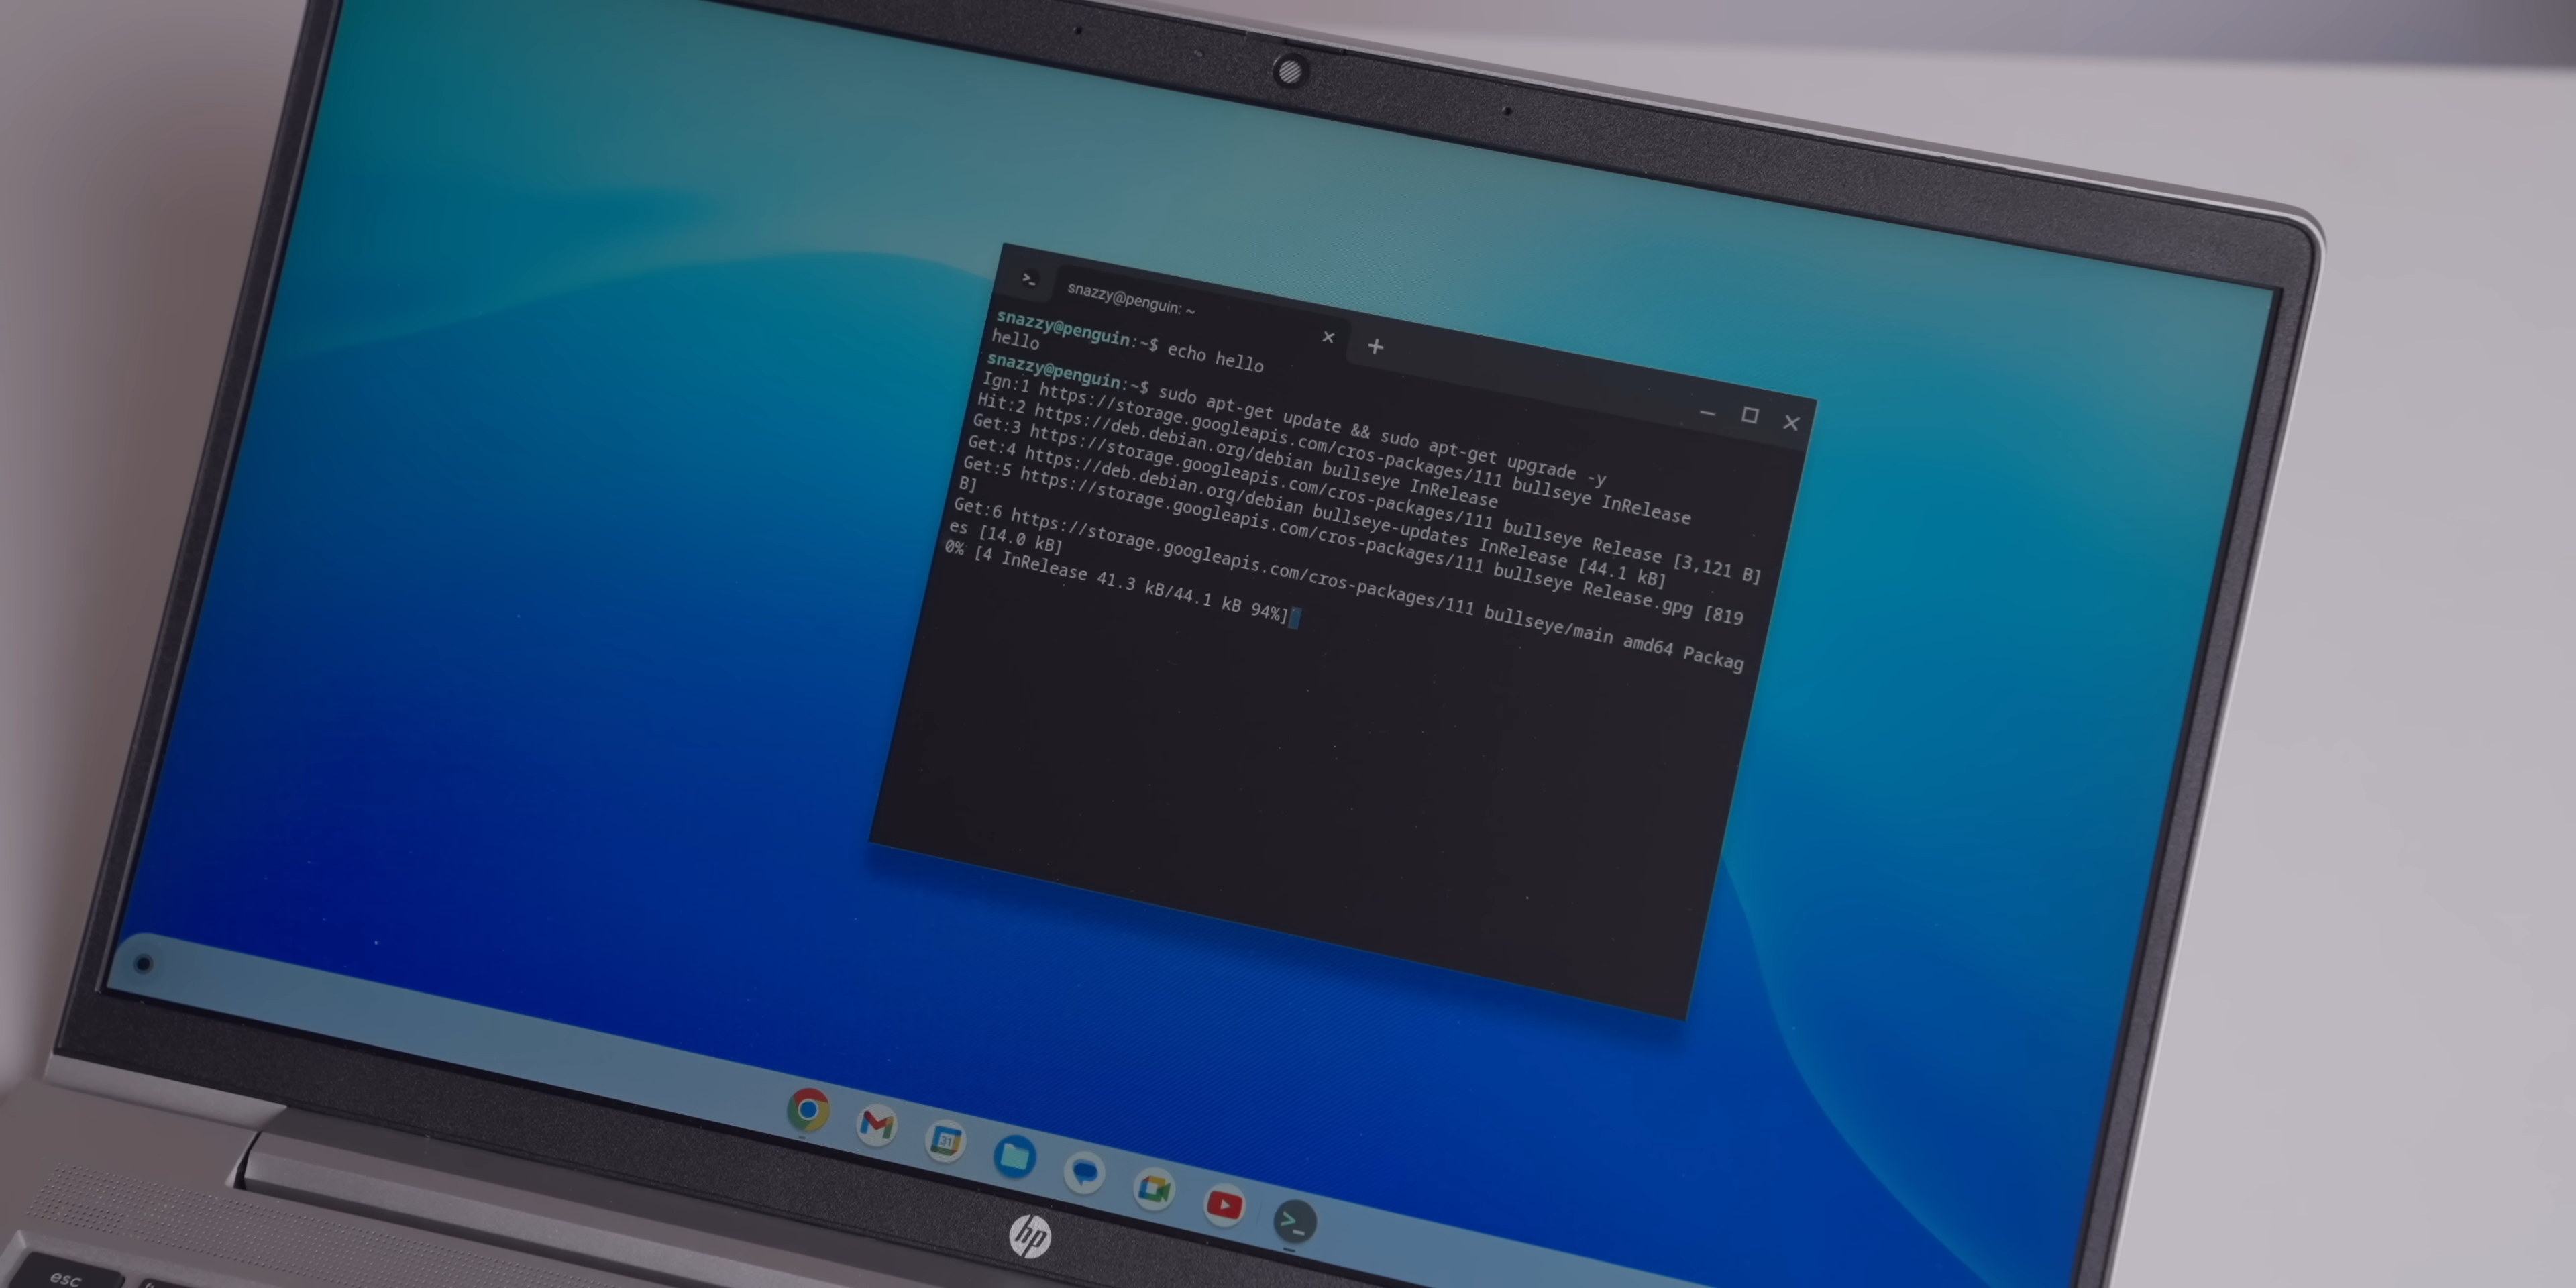 snazzy@penguin: ~
snazzy@penguin:~$ echo hello
hello
snazzy@penguin:~$ sudo apt-get update && sudo apt-get upgrade -y
Ign:1 https://storage.googleapis.com/cros-packages/111 bullseye InRelease
Hit:2 https://deb.debian.org/debian bullseye InRelease
Get:3 https://storage.googleapis.com/cros-packages/111 bullseye Release [3,121 B]
Get:4 https://deb.debian.org/debian bullseye-updates InRelease [44.1 kB]
Get:5 https://storage.googleapis.com/cros-packages/111 bullseye Release.gpg [819
B]
Get:6 https://storage.googleapis.com/cros-packages/111 bullseye/main amd64 Packag
es [14.0 kB]
0% [4 InRelease 41.3 kB/44.1 kB 94%]
31
hp
esc